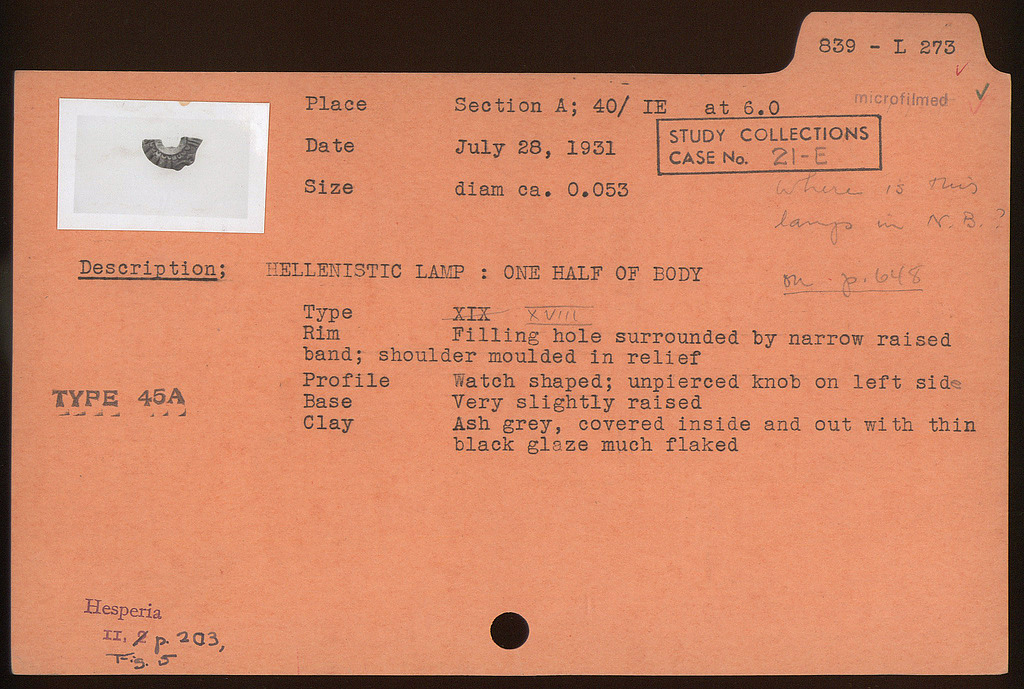 839 - L 273
microfilmed
Place Section A; 40/ IE at 6.0
STUDY COLLECTIONS
CASE No. 21-E
Date July 28, 1931
Size diam ca. 0.053
Where is this
lamps in N.B.?
on p. 648
Description; HELLENISTIC LAMP : ONE HALF OF BODY
Type XIX XVIII
Rim Filling hole surrounded by narrow raised
band; shoulder moulded in relief
Profile Watch shaped; unpierced knob on left side
Base Very slightly raised
Clay Ash grey, covered inside and out with thin
black glaze much flaked
TYPE 45A
Hesperia
II, 2 p. 203,
Fig. 5